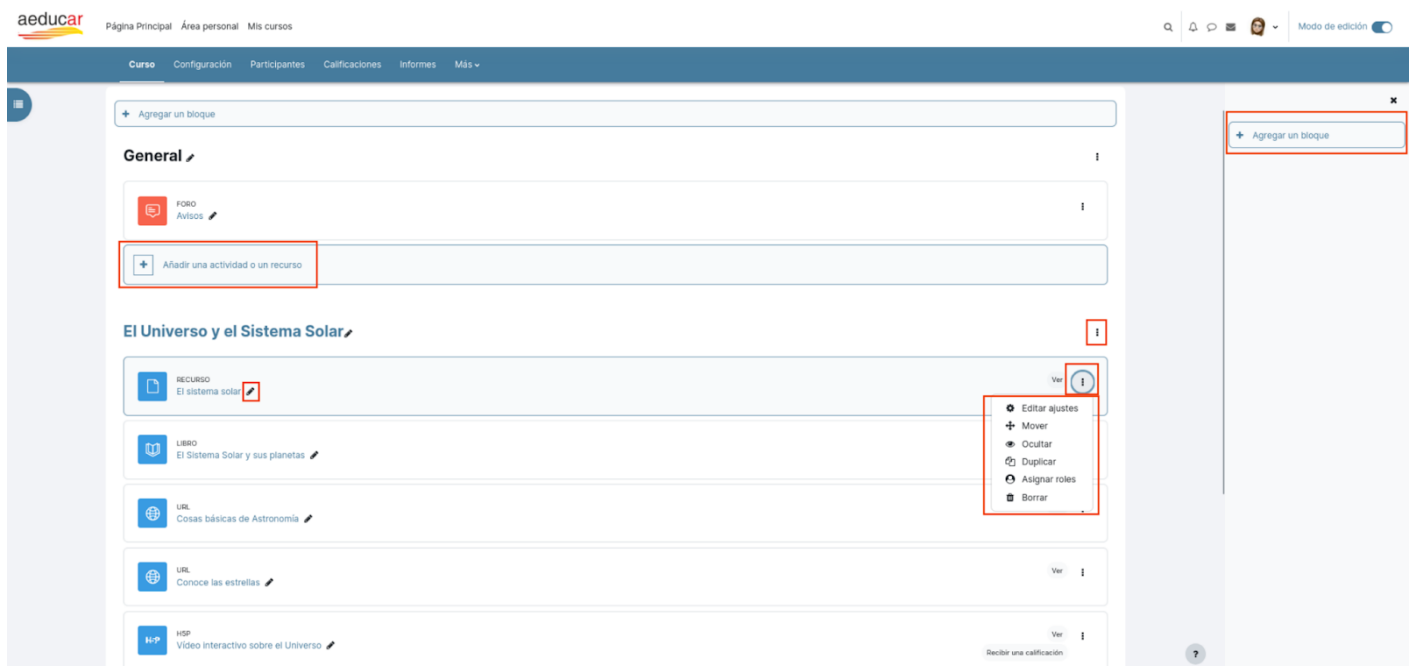 aeducar
Página Principal Área personal Mis cursos
Modo de edición
Curso Configuración Participantes Calificaciones Informes Más
+ Agregar un bloque
+ Agregar un bloque
General
FORO
Avisos
+ Añadir una actividad o un recurso
El Universo y el Sistema Solar
RECURSO
El sistema solar
Ver
Editar ajustes
Mover
Ocultar
Duplicar
Asignar roles
Borrar
LIBRO
El Sistema Solar y sus planetas
URL
Cosas básicas de Astronomía
URL
Conoce las estrellas
Ver
H5P
H5P
Vídeo interactivo sobre el Universo
Ver
Recibir una calificación
?